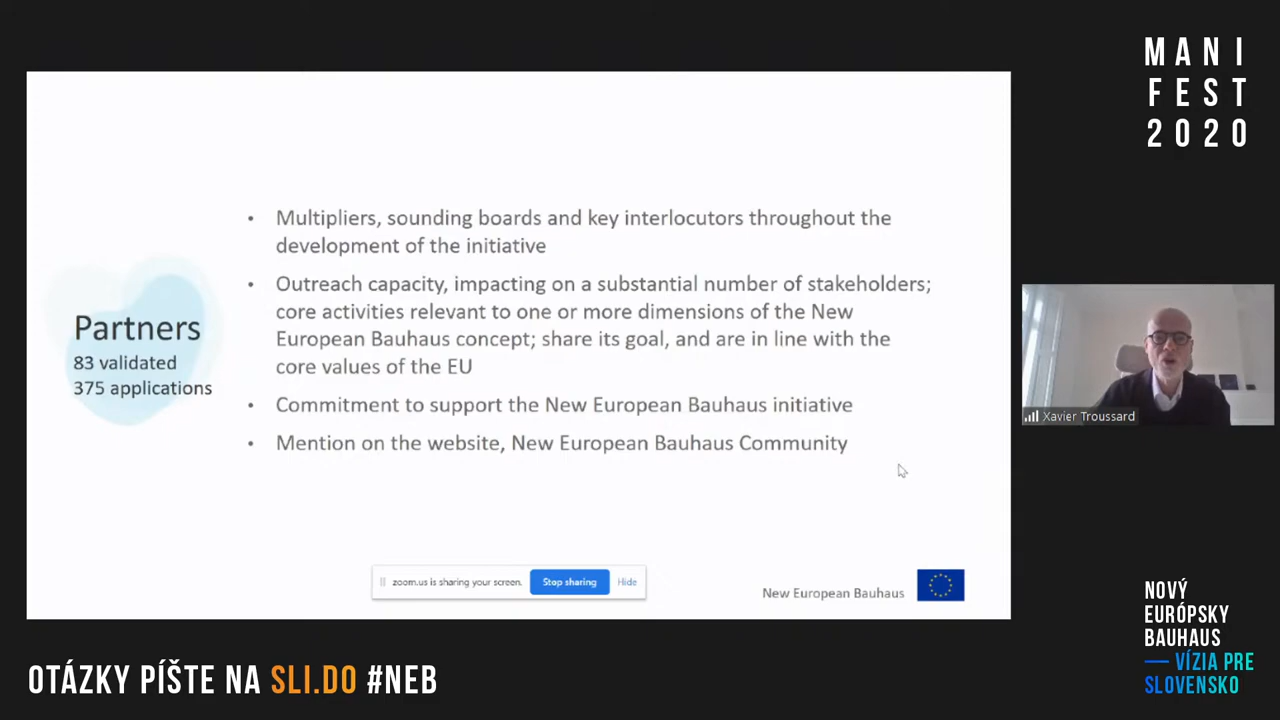 MANI
FEST
2020
• Multipliers, sounding boards and key interlocutors throughout the
development of the initiative
• Outreach capacity, impacting on a substantial number of stakeholders;
core activities relevant to one or more dimensions of the New
European Bauhaus concept; share its goal, and are in line with the
core values of the EU
• Commitment to support the New European Bauhaus initiative
• Mention on the website, New European Bauhaus Community
Partners
83 validated
375 applications
Xavier Troussard
zoom.us is sharing your screen. Stop sharing Hide
New European Bauhaus
NOVÝ
EURÓPSKY
BAUHAUS
— VÍZIA PRE
SLOVENSKO
OTÁZKY PÍŠTE NA SLI.DO #NEB